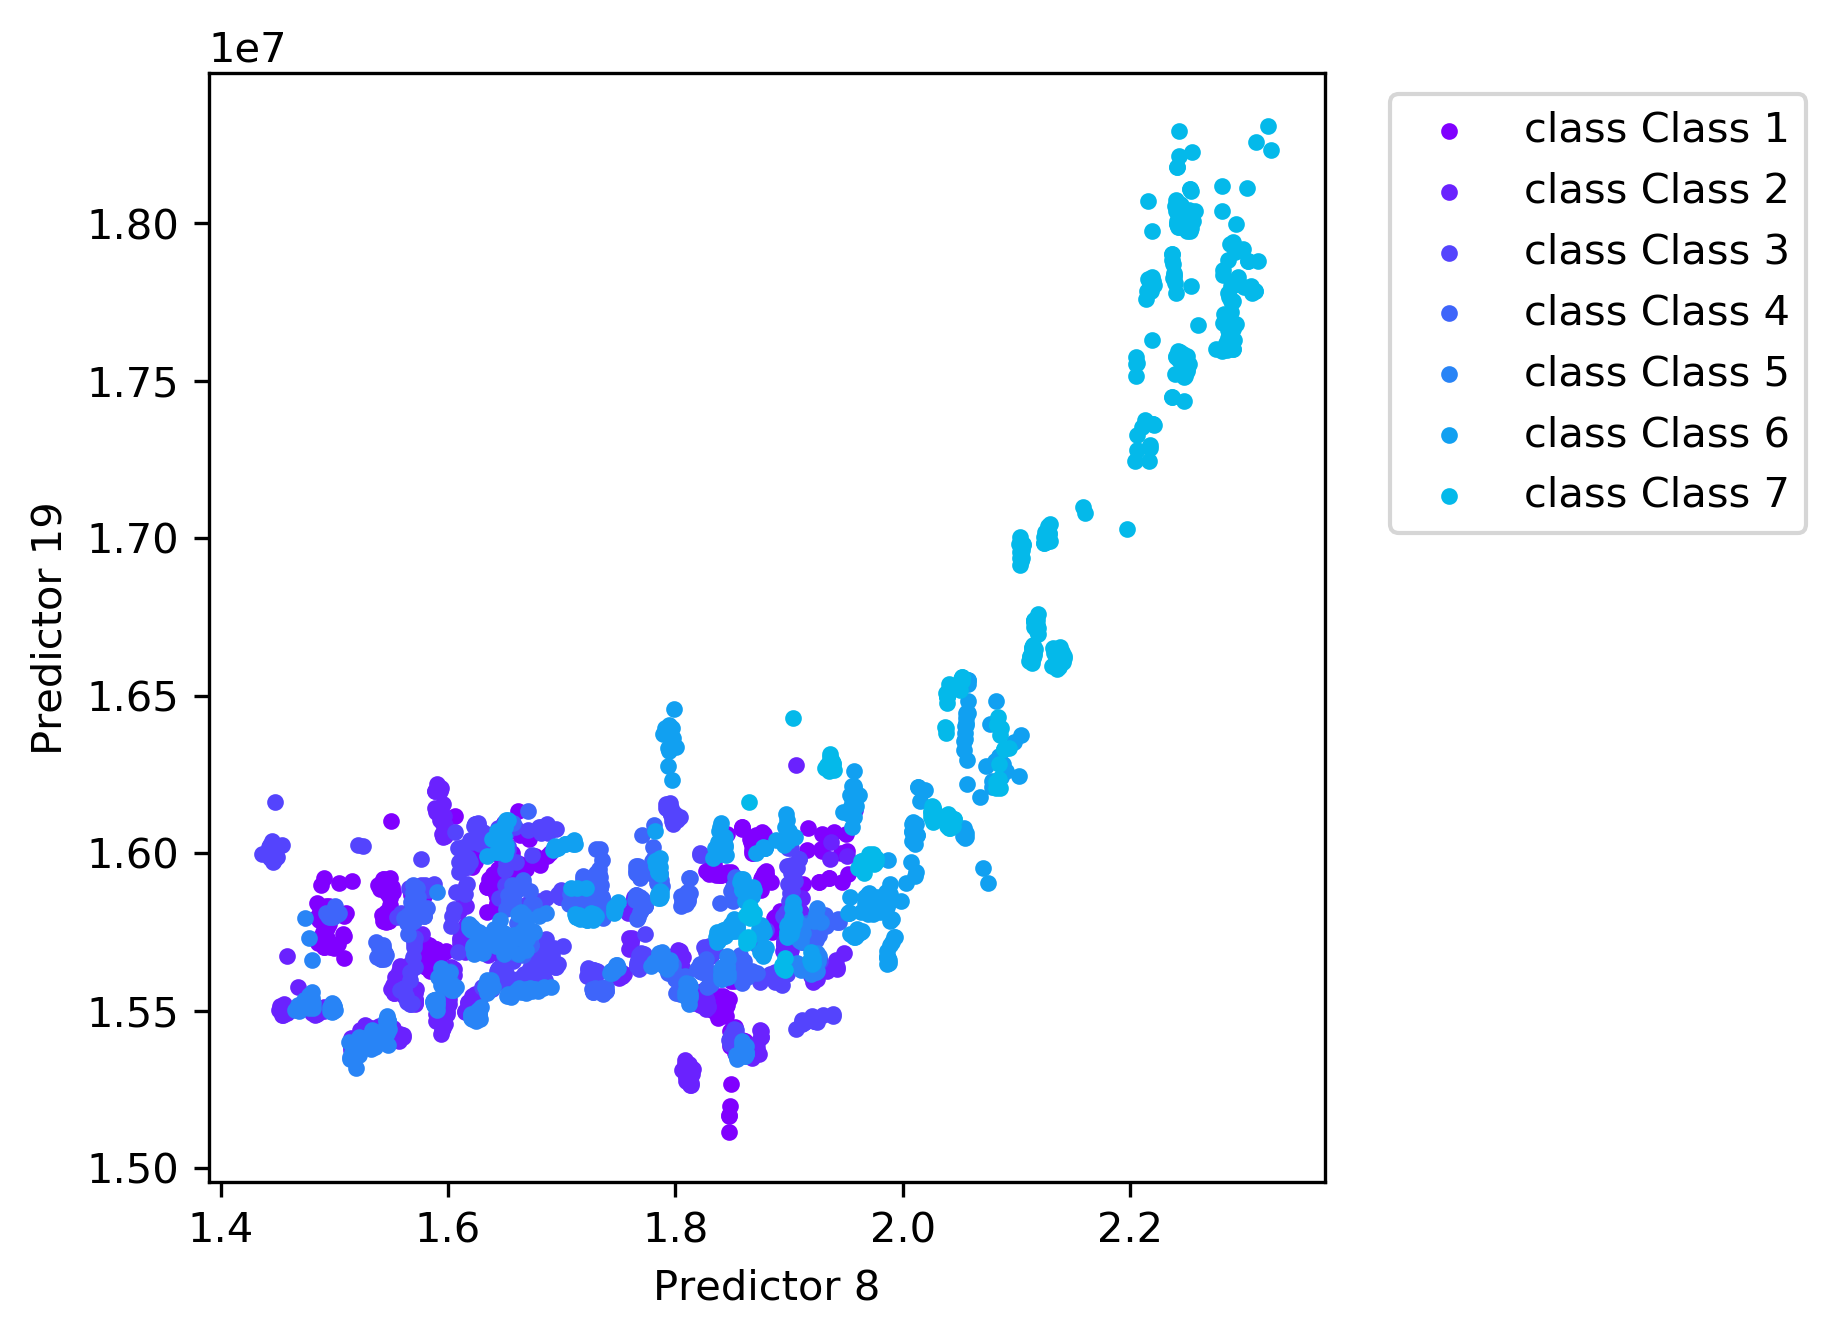 1e7
1.80
1.75
1.70
1.65
1.60
1.55
1.50
Predictor 19
1.4 1.6 1.8 2.0 2.2
Predictor 8
class Class 1
class Class 2
class Class 3
class Class 4
class Class 5
class Class 6
class Class 7